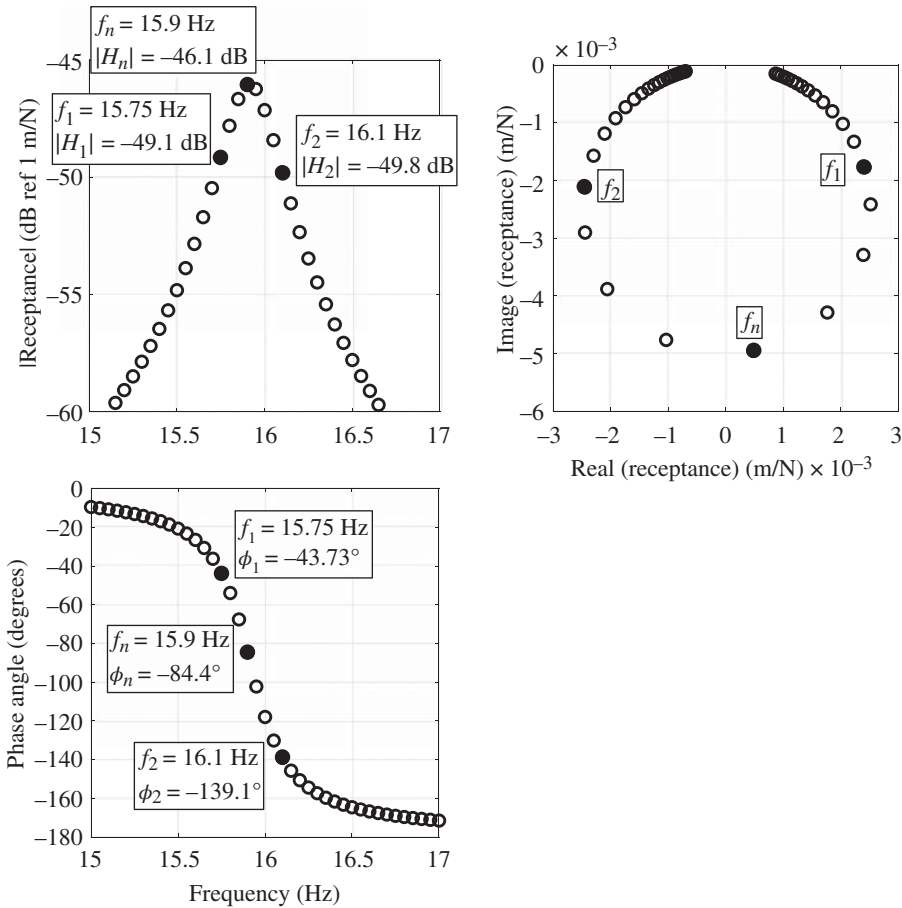 fn = 15.9 Hz
|Hn| = –46.1 dB
f1 = 15.75 Hz
|H1| = –49.1 dB
f2 = 16.1 Hz
|H2| = –49.8 dB
|Receptance| (dB ref 1 m/N)
–45
–50
–55
–60
15
15.5
16
16.5
17
× 10–3
0
–1
–2
–3
–4
–5
–6
Image (receptance) (m/N)
f2
f1
fn
–3
–2
–1
0
1
2
3
Real (receptance) (m/N) × 10–3
0
–20
–40
–60
–80
–100
–120
–140
–160
–180
Phase angle (degrees)
f1 = 15.75 Hz
ϕ1 = –43.73°
fn = 15.9 Hz
ϕn = –84.4°
f2 = 16.1 Hz
ϕ2 = –139.1°
15
15.5
16
16.5
17
Frequency (Hz)